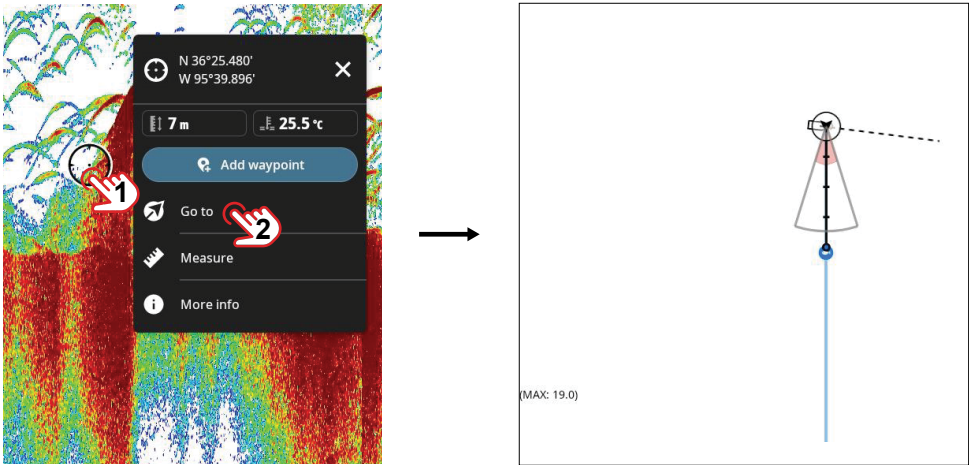 N 36°25.480'
W 95°39.896'
7 m
25.5 °C
Add waypoint
1
Go to
2
Measure
More info
(MAX: 19.0)